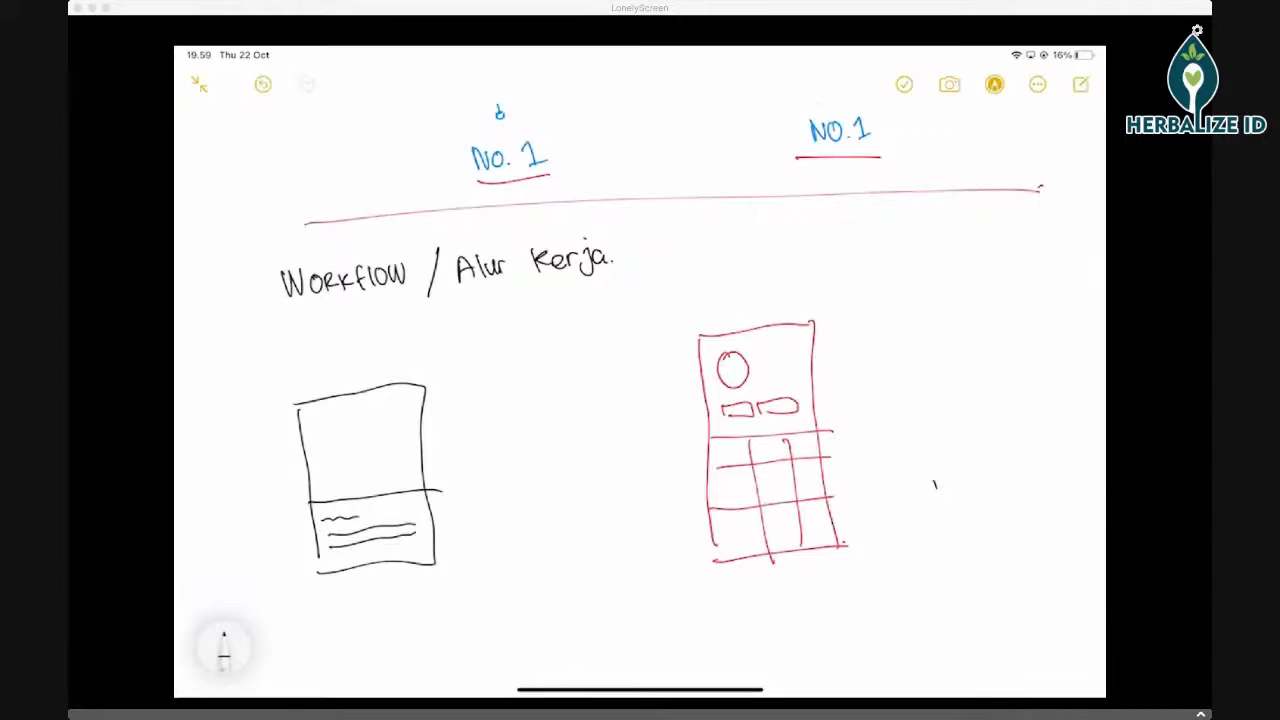 LonelyScreen
19.59 Thu 22 Oct
16%
HERBALIZE ID
NO. 1
NO.1
WORKFLOW / Alur Kerja.